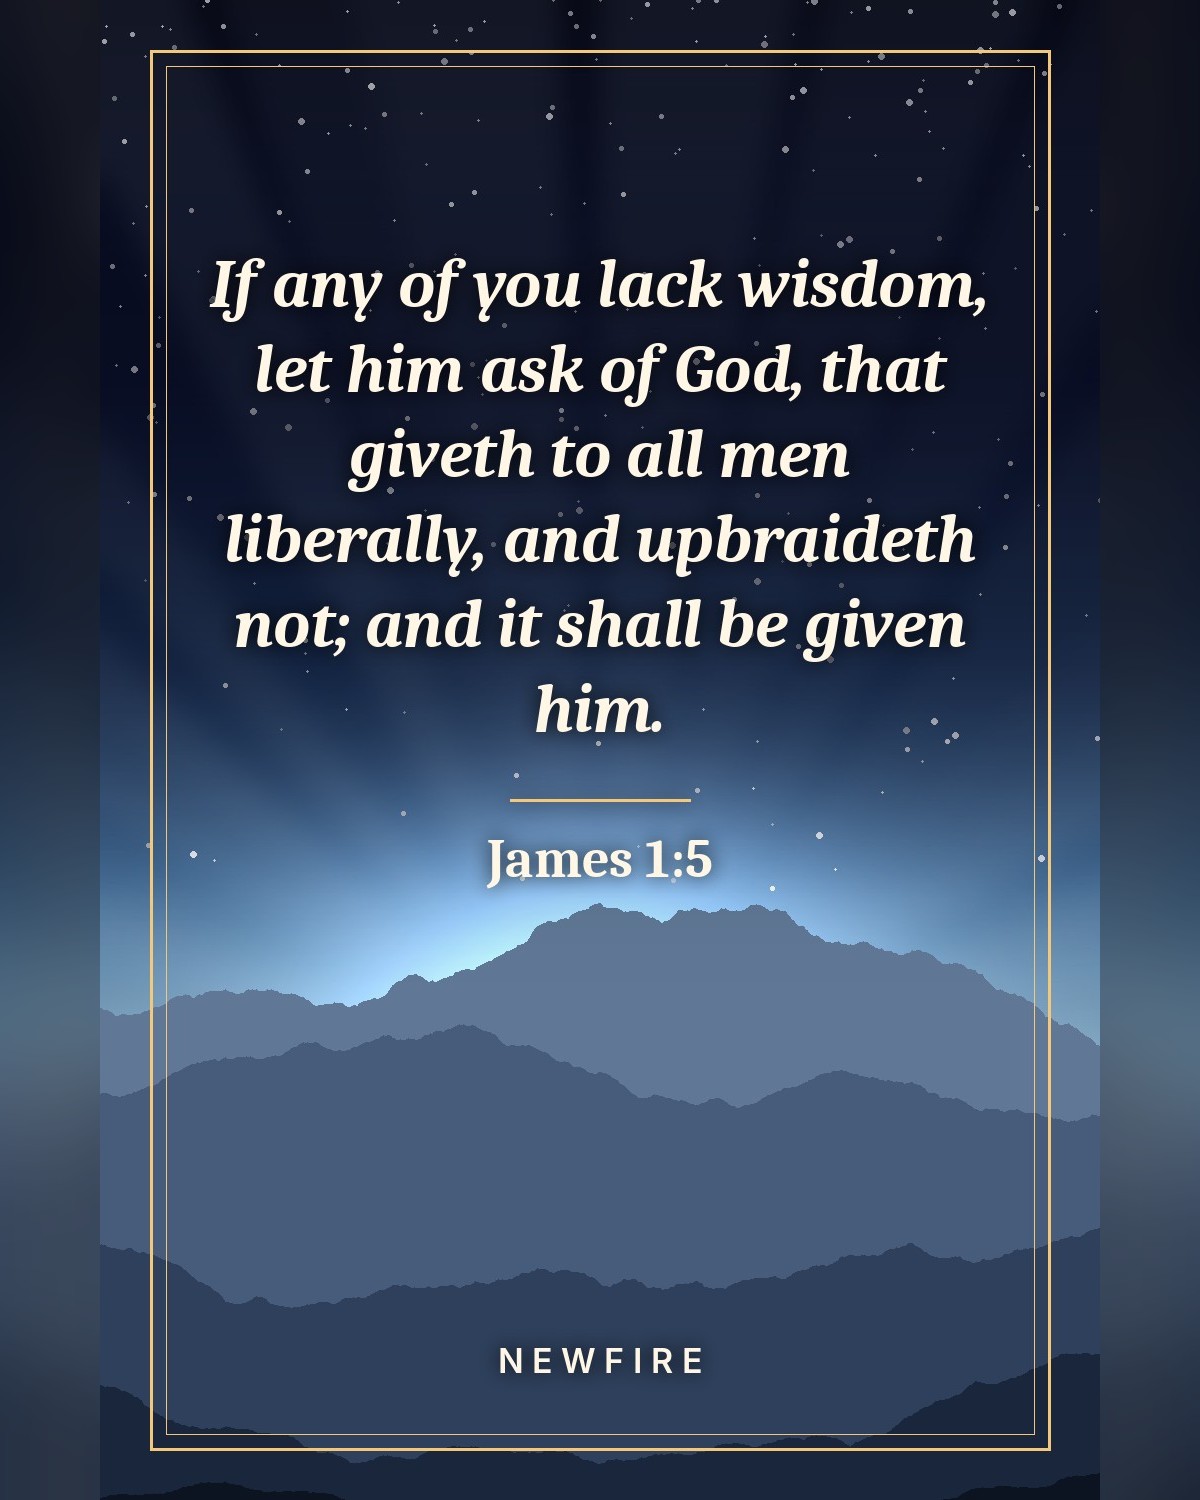 If any of you lack wisdom,
let him ask of God, that
giveth to all men
liberally, and upbraideth
not; and it shall be given
him.
James 1:5
NEWFIRE